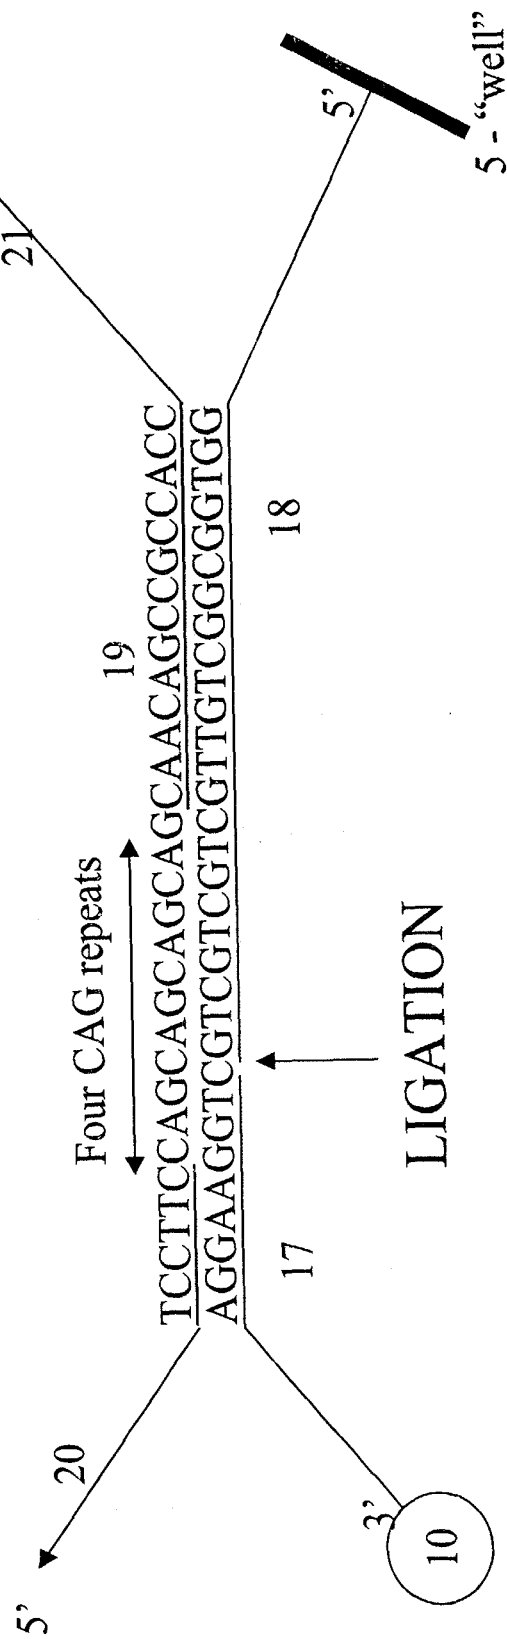 5'
20
21
Four CAG repeats
19
TCCTTCCAGCAGCAGCAGCAACAGCCGCCACC
AGGAAGGTCGTCGTCGTCGTTGTCGGCGGTGG
17
18
3'
10
5'
LIGATION
5 - “well”